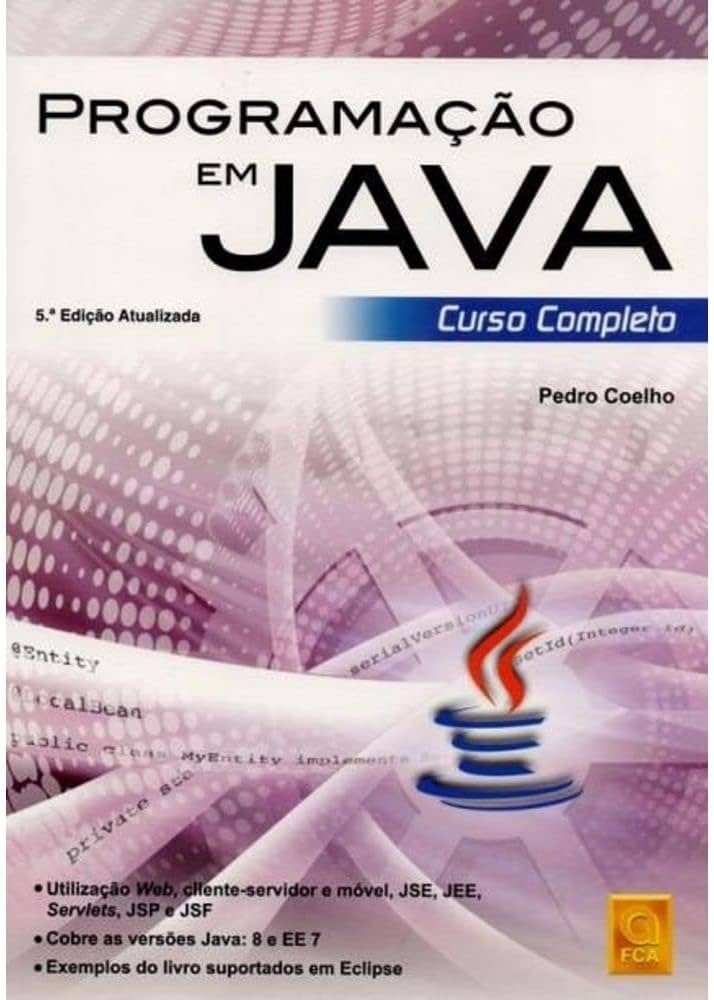 PROGRAMAÇÃO
EM
JAVA
5.ª Edição Atualizada
Curso Completo
Pedro Coelho
serialVersionU
setId(Integer id)
@Entity
@LocalBean
public class MyEntity implements
private
• Utilização Web, cliente-servidor e móvel, JSE, JEE,
Servlets, JSP e JSF
• Cobre as versões Java: 8 e EE 7
• Exemplos do livro suportados em Eclipse
FCA